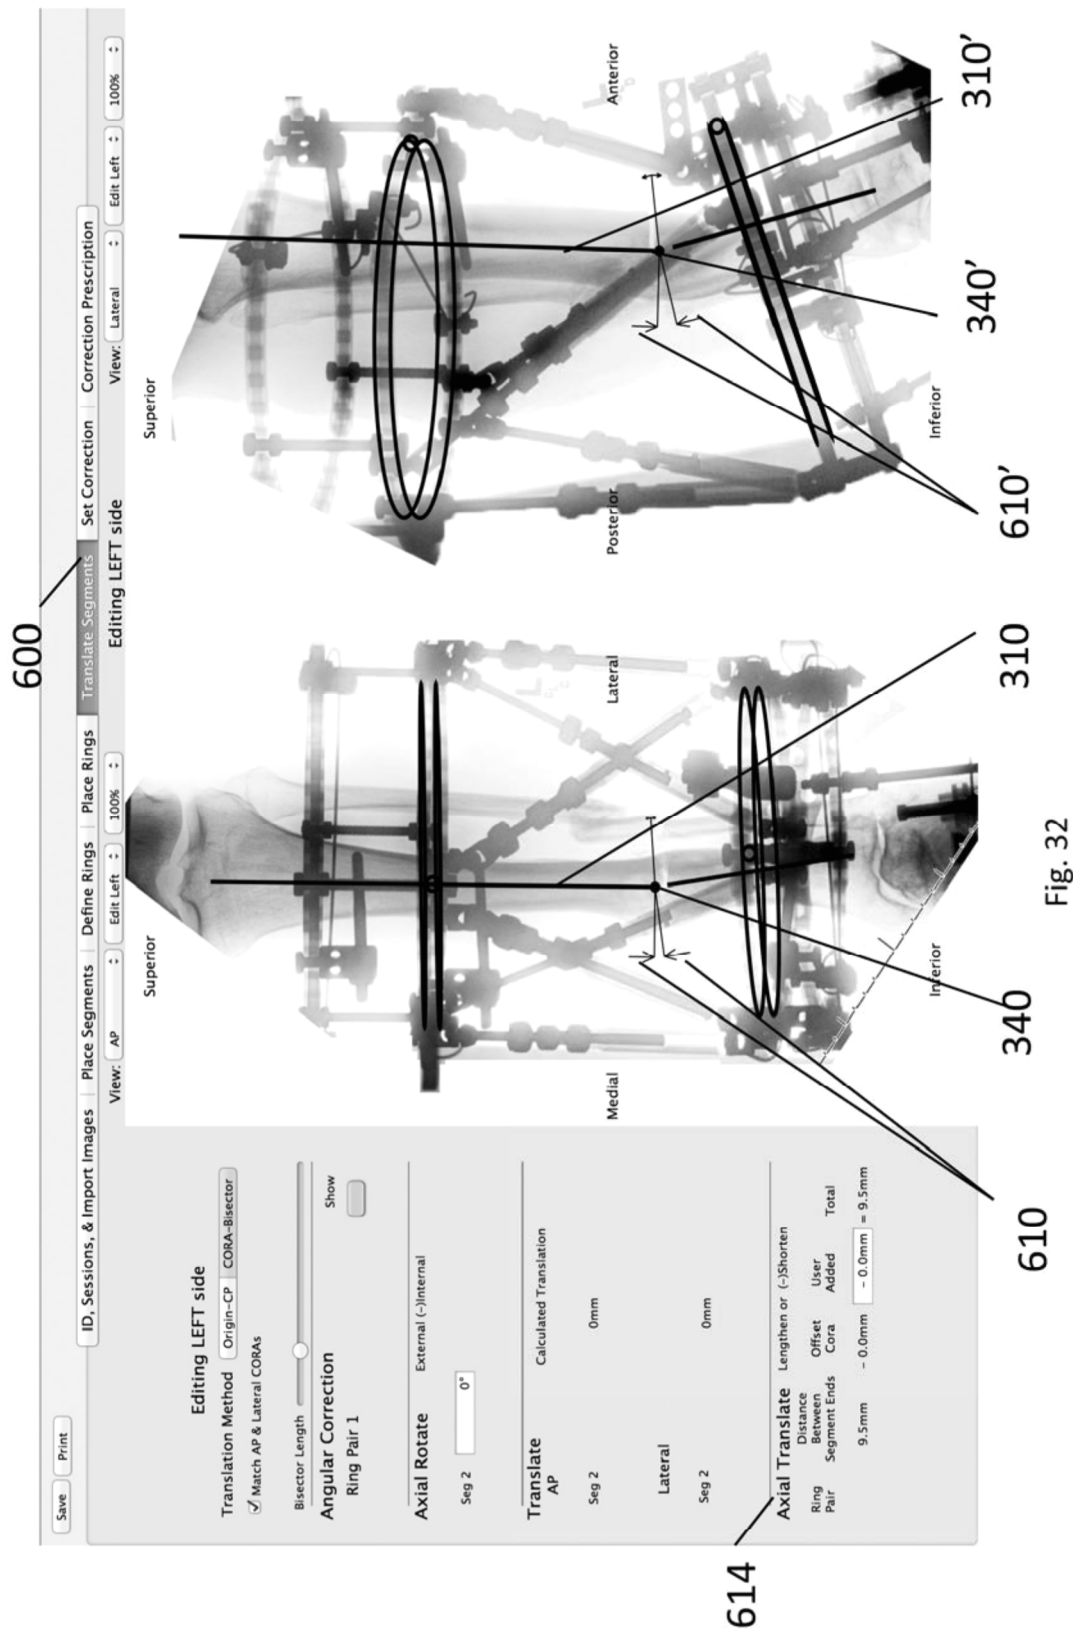 600
Save
Print
ID, Sessions, & Import Images
Place Segments
Define Rings
Place Rings
Translate Segments
Set Correction
Correction Prescription
View: AP
Edit Left
100%
Editing LEFT side
View: Lateral
Edit Left
100%
Editing LEFT side
Translation Method
Origin-CP
CORA-Bisector
Match AP & Lateral CORAs
Bisector Length
Angular Correction
Show
Ring Pair 1
Axial Rotate
External (-)Internal
Seg 2
0°
Translate
Calculated Translation
AP
Seg 2
0mm
Lateral
Seg 2
0mm
Axial Translate
Lengthen or (-)Shorten
Ring Pair
Distance Between Segment Ends
Offset Cora
User Added
Total
9.5mm - 0.0mm - 0.0mm = 9.5mm
Superior
Medial
Lateral
Inferior
Superior
Posterior
Anterior
Inferior
614
610
340
310
610'
340'
310'
Fig. 32